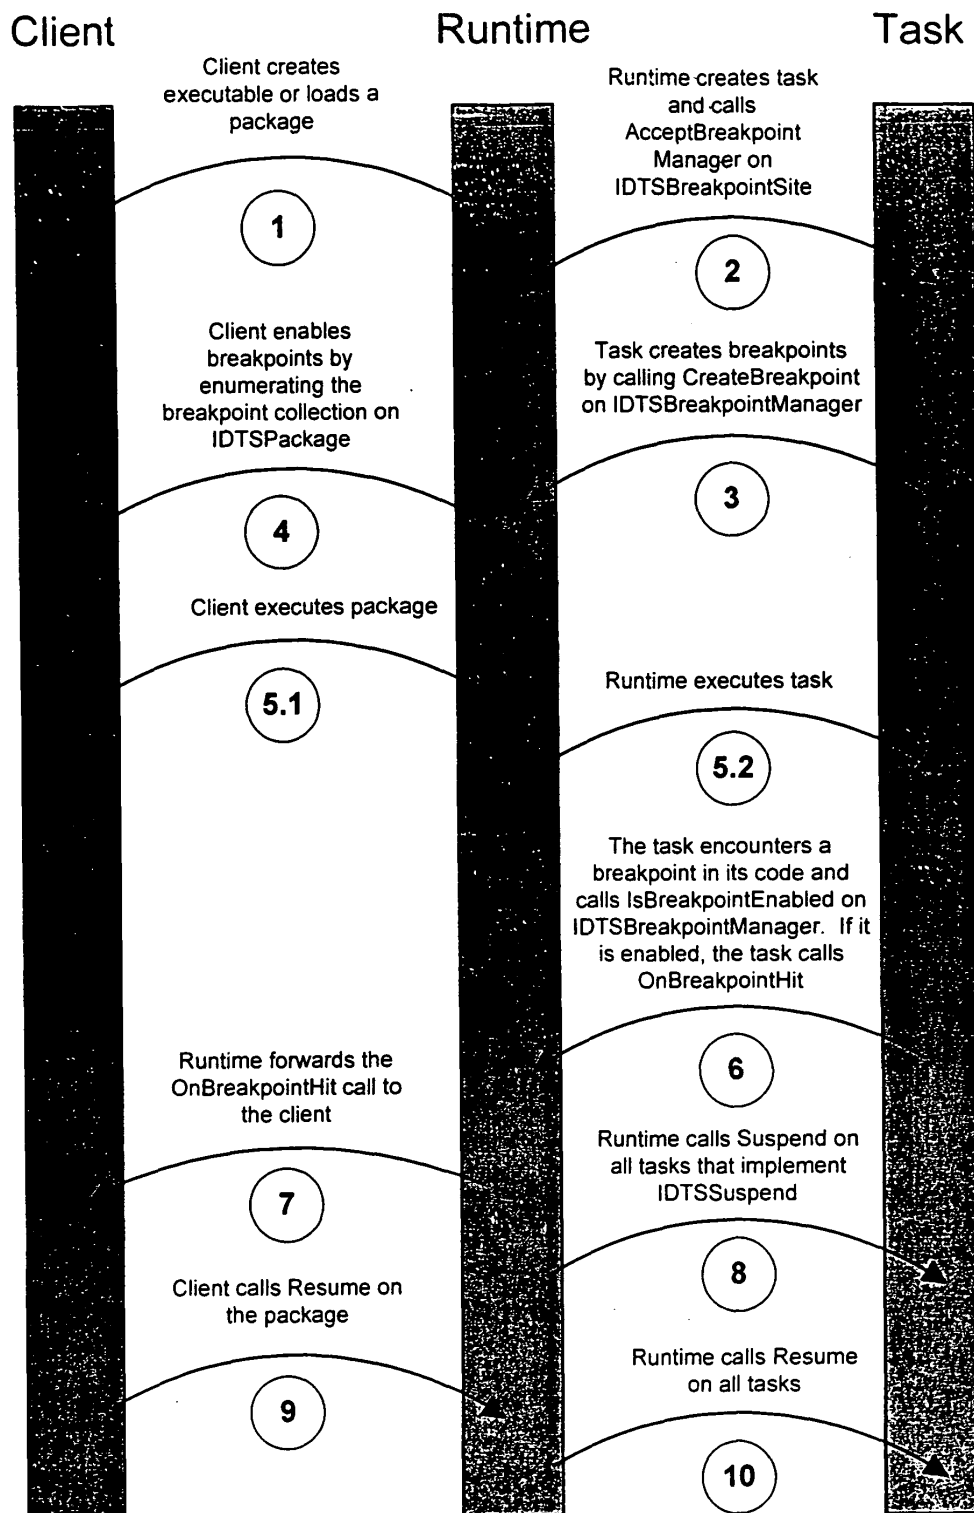 Client
Runtime
Task
Client creates
executable or loads a
package
1
Runtime creates task
and calls
AcceptBreakpoint
Manager on
IDTSBreakpointSite
2
Client enables
breakpoints by
enumerating the
breakpoint collection on
IDTSPackage
4
Task creates breakpoints
by calling CreateBreakpoint
on IDTSBreakpointManager
3
Client executes package
5.1
Runtime executes task
5.2
The task encounters a
breakpoint in its code and
calls IsBreakpointEnabled on
IDTSBreakpointManager. If it
is enabled, the task calls
OnBreakpointHit
6
Runtime forwards the
OnBreakpointHit call to
the client
7
Runtime calls Suspend on
all tasks that implement
IDTSSuspend
8
Client calls Resume on
the package
9
Runtime calls Resume
on all tasks
10